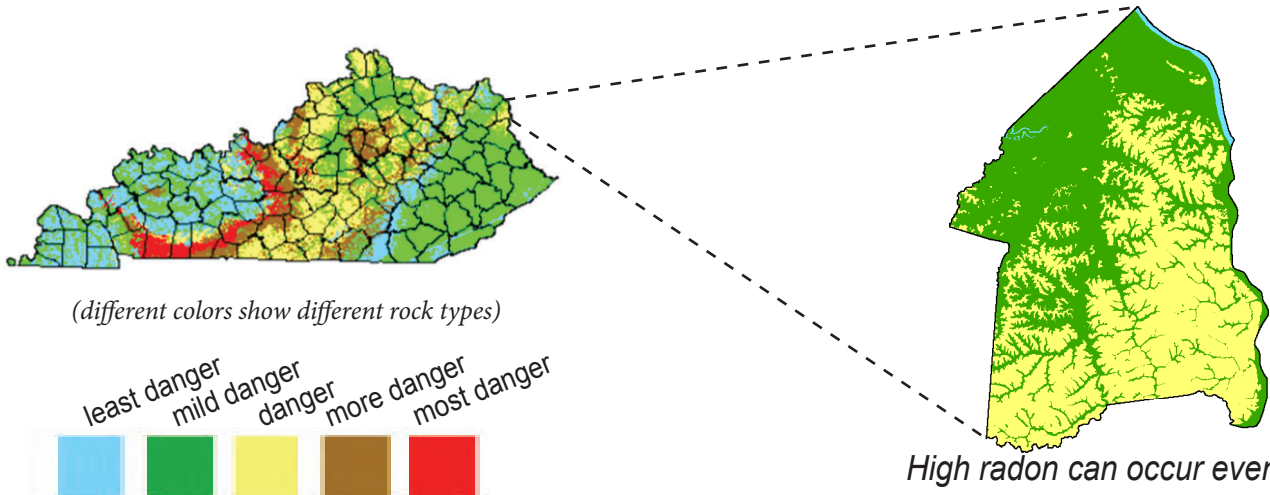 (different colors show different rock types)
least danger
mild danger
danger
more danger
most danger
High radon can occur ever